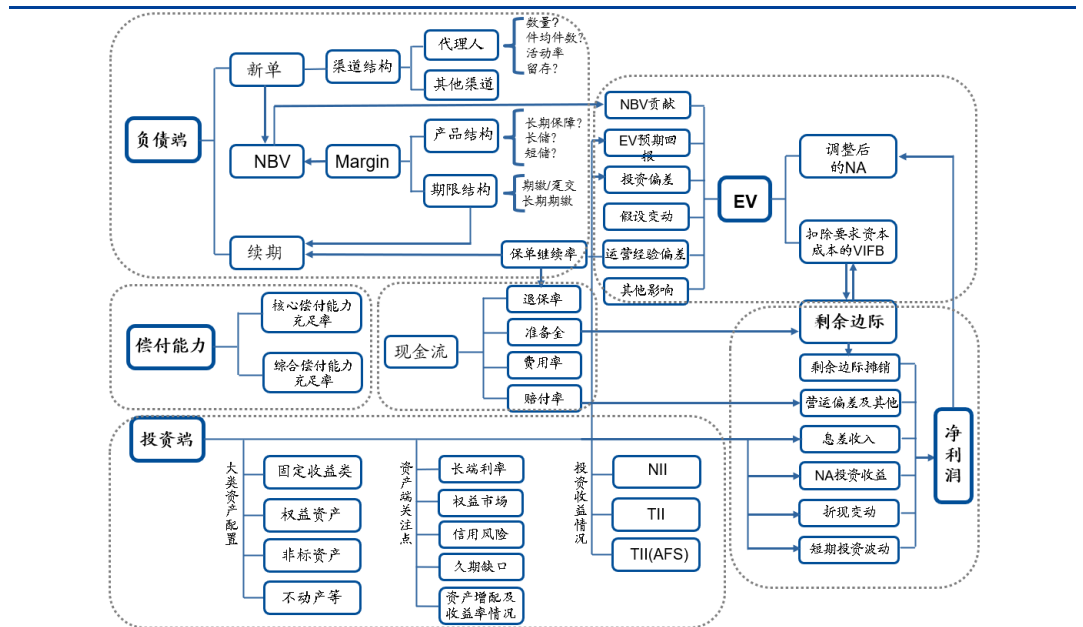 负债端
新单
渠道结构
代理人
数量?
件均件数?
活动率
留存?
其他渠道
NBV
Margin
产品结构
长期保障?
长储?
短储?
期限结构
期缴/趸交
长期期缴
续期
保单继续率
NBV贡献
EV预期回
报
投资偏差
假设变动
运营经验偏差
其他影响
EV
调整后
的NA
扣除要求资本
成本的VIFB
偿付能力
核心偿付能力
充足率
综合偿付能力
充足率
现金流
退保率
准备金
费用率
赔付率
剩余边际
剩余边际摊销
营运偏差及其他
息差收入
NA投资收益
折现变动
短期投资波动
净利润
投资端
大类资产配置
固定收益类
权益资产
非标资产
不动产等
资产端关注点
长端利率
权益市场
信用风险
久期缺口
资产增配及
收益率情况
投资收益情况
NII
TII
TII(AFS)